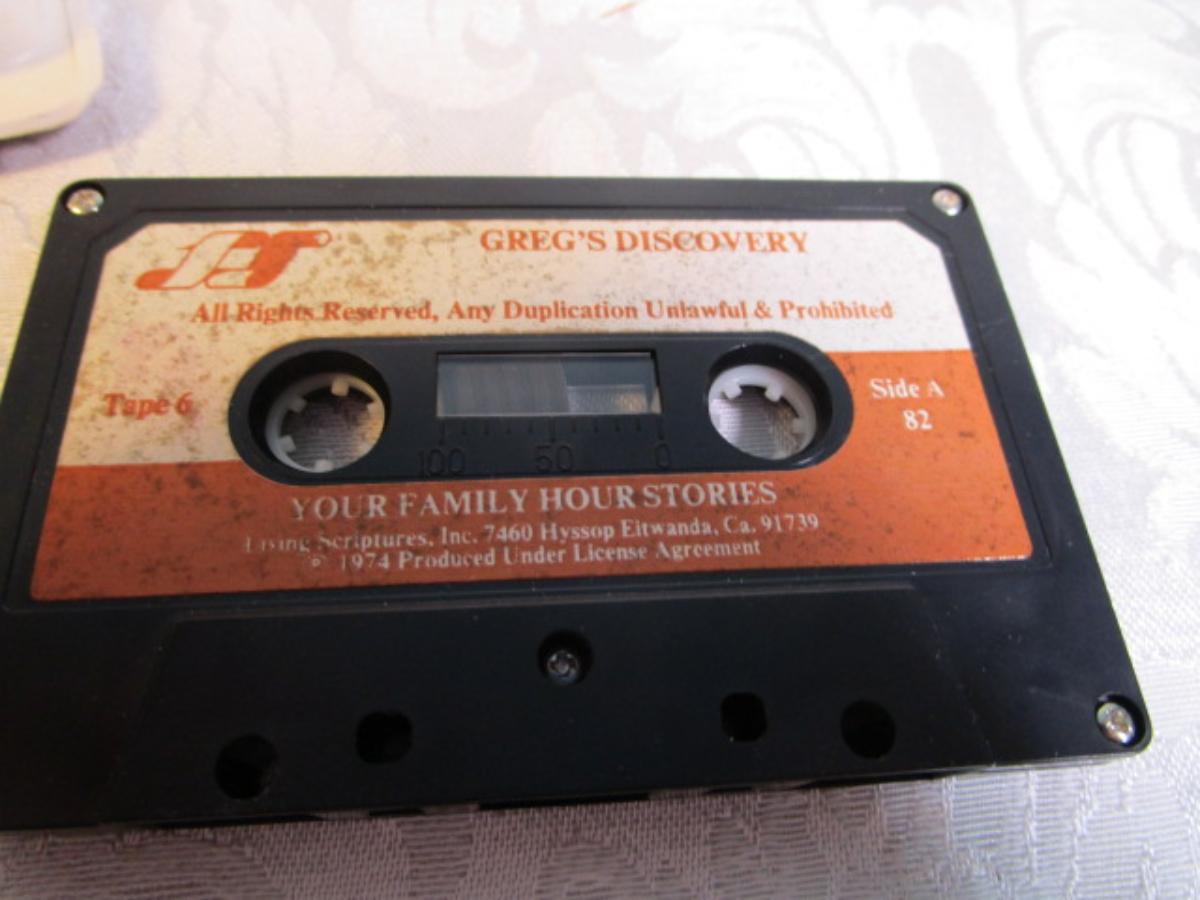 GREG'S DISCOVERY
All Rights Reserved, Any Duplication Unlawful & Prohibited
Tape 6
Side A
82
100 50 0
YOUR FAMILY HOUR STORIES
Living Scriptures, Inc. 7460 Hyssop Eitwanda, Ca. 91739
© 1974 Produced Under License Agreement